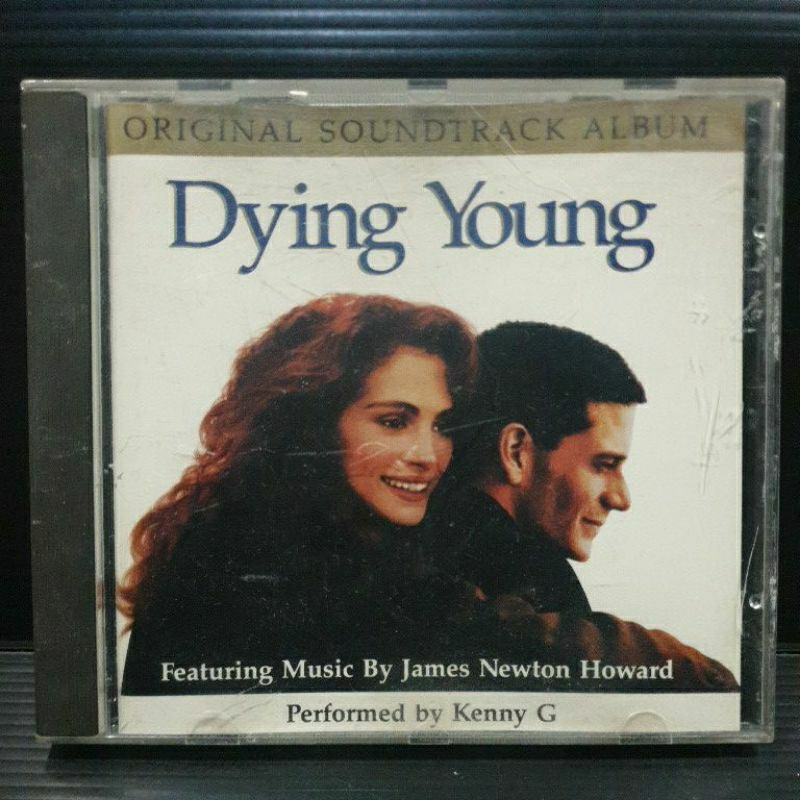 ORIGINAL SOUNDTRACK ALBUM
Dying Young
Featuring Music By James Newton Howard
Performed by Kenny G